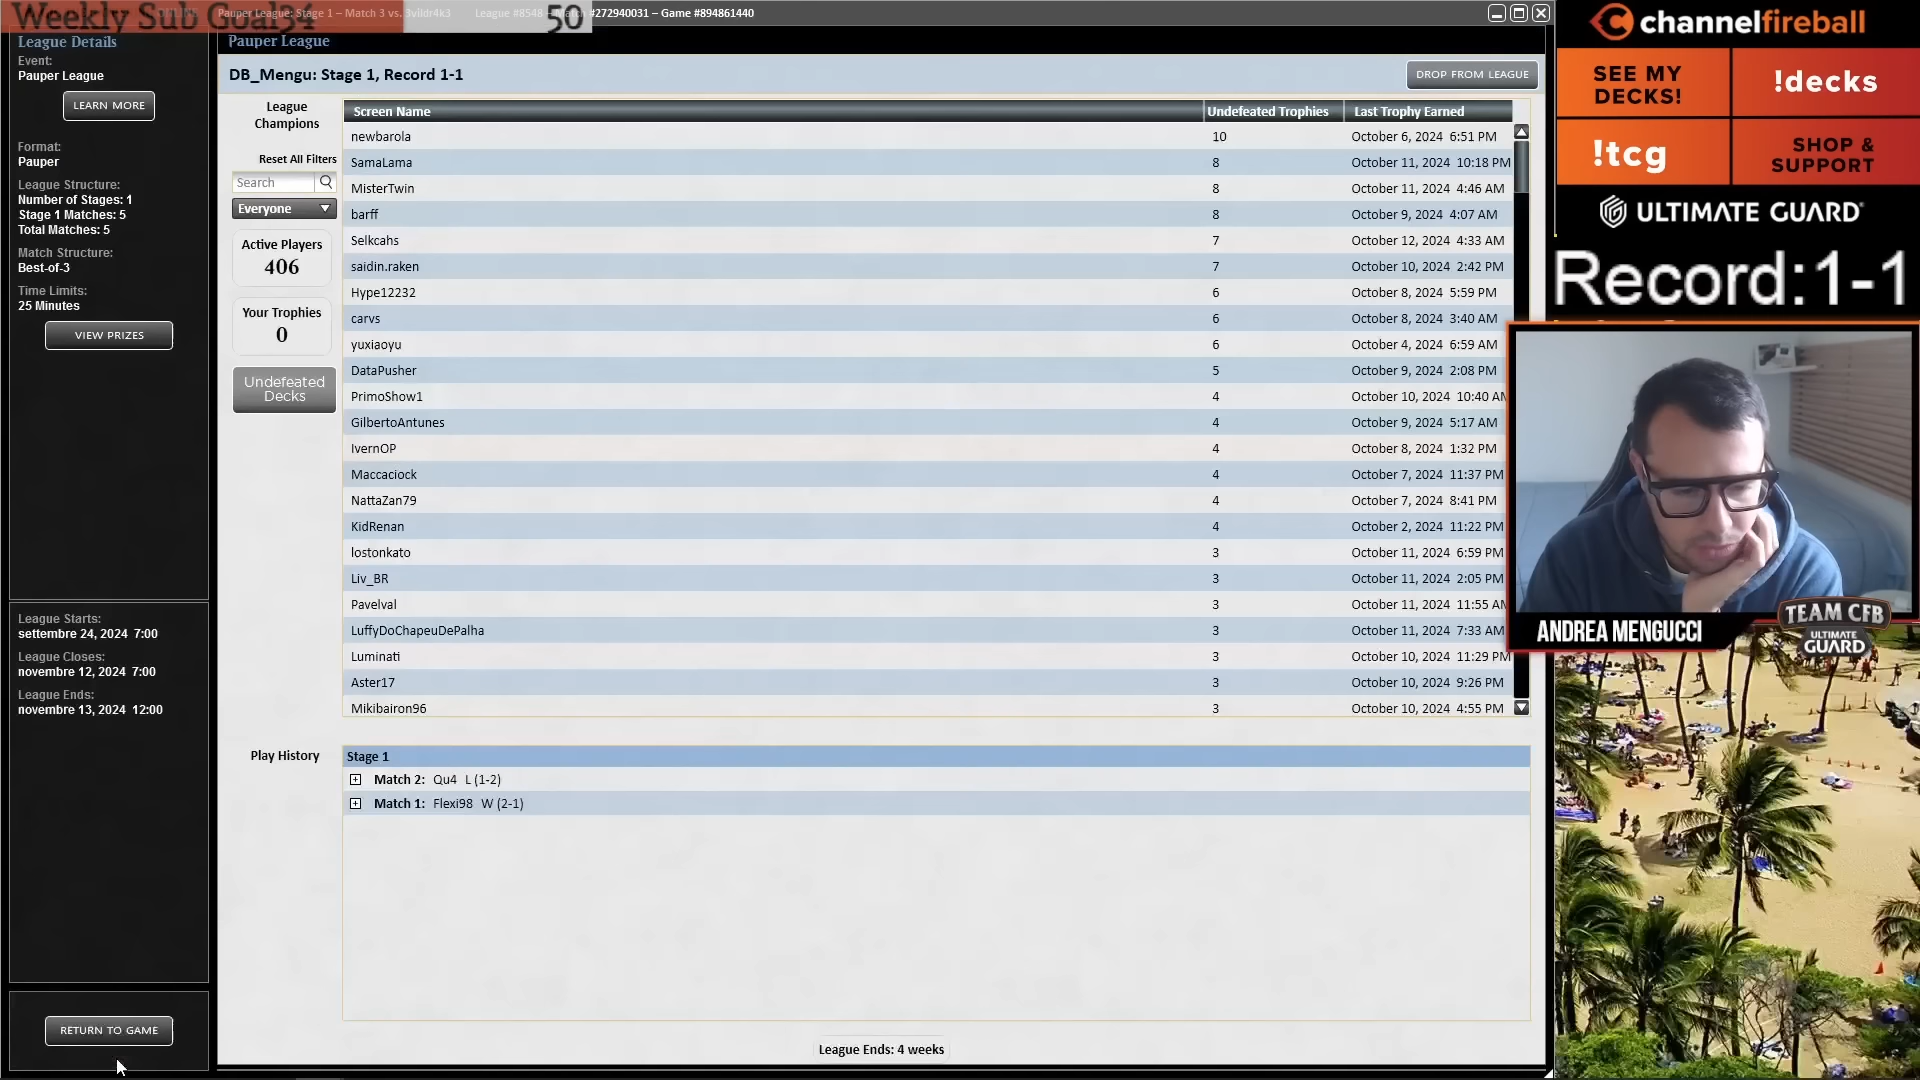 Weekly Sub Goal 34 50
Pauper League: Stage 1 – Match 3 vs.
#272940031 – Game #894861440
League Details
Event:
Pauper League
LEARN MORE
Format:
Pauper
League Structure:
Number of Stages: 1
Stage 1 Matches: 5
Total Matches: 5
Match Structure:
Best-of-3
Time Limits:
25 Minutes
VIEW PRIZES
League Starts:
settembre 24, 2024 7:00
League Closes:
novembre 12, 2024 7:00
League Ends:
novembre 13, 2024 12:00
RETURN TO GAME
Pauper League
DB_Mengu: Stage 1, Record 1-1
DROP FROM LEAGUE
League
Champions
Reset All Filters
Search
Everyone
Active Players
406
Your Trophies
0
Undefeated
Decks
Screen Name Undefeated Trophies Last Trophy Earned
newbarola 10 October 6, 2024 6:51 PM
SamaLama 8 October 11, 2024 10:18 PM
MisterTwin 8 October 11, 2024 4:46 AM
barff 8 October 9, 2024 4:07 AM
Selkcahs 7 October 12, 2024 4:33 AM
saidin.raken 7 October 10, 2024 2:42 PM
Hype12232 6 October 8, 2024 5:59 PM
carvs 6 October 8, 2024 3:40 AM
yuxiaoyu 6 October 4, 2024 6:59 AM
DataPusher 5 October 9, 2024 2:08 PM
PrimoShow1 4 October 10, 2024 10:40 AM
GilbertoAntunes 4 October 9, 2024 5:17 AM
IvernOP 4 October 8, 2024 1:32 PM
Maccaciock 4 October 7, 2024 11:37 PM
NattaZan79 4 October 7, 2024 8:41 PM
KidRenan 4 October 2, 2024 11:22 PM
lostonkato 3 October 11, 2024 6:59 PM
Liv_BR 3 October 11, 2024 2:05 PM
Pavelval 3 October 11, 2024 11:55 AM
LuffyDoChapeuDePalha 3 October 11, 2024 7:33 AM
Luminati 3 October 10, 2024 11:29 PM
Aster17 3 October 10, 2024 9:26 PM
Mikibairon96 3 October 10, 2024 4:55 PM
Play History
Stage 1
Match 2: Qu4 L (1-2)
Match 1: Flexi98 W (2-1)
League Ends: 4 weeks
channelfireball
SEE MY
DECKS!
!decks
!tcg
SHOP &
SUPPORT
ULTIMATE GUARD
Record:1-1
ANDREA MENGUCCI
TEAM CFB
ULTIMATE
GUARD